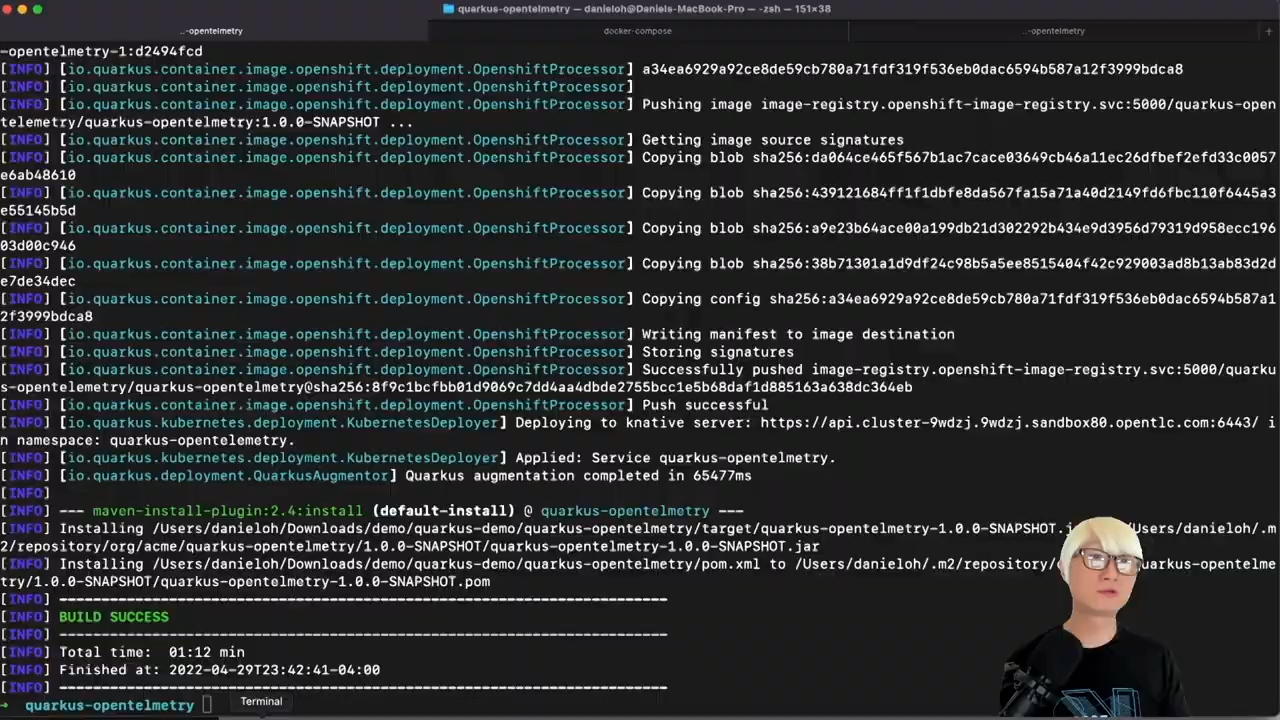 quarkus-opentelmetry — danieloh@Daniels-MacBook-Pro — -zsh — 151×38
..-opentelmetry
docker-compose
..-opentelmetry
+
-opentelmetry-1:d2494fcd
[INFO] [io.quarkus.container.image.openshift.deployment.OpenshiftProcessor] a34ea6929a92ce8de59cb780a71fdf319f536eb0dac6594b587a12f3999bdca8
[INFO] [io.quarkus.container.image.openshift.deployment.OpenshiftProcessor]
[INFO] [io.quarkus.container.image.openshift.deployment.OpenshiftProcessor] Pushing image image-registry.openshift-image-registry.svc:5000/quarkus-open
telemetry/quarkus-opentelmetry:1.0.0-SNAPSHOT ...
[INFO] [io.quarkus.container.image.openshift.deployment.OpenshiftProcessor] Getting image source signatures
[INFO] [io.quarkus.container.image.openshift.deployment.OpenshiftProcessor] Copying blob sha256:da064ce465f567b1ac7cace03649cb46a11ec26dfbef2efd33c0057
e6ab48610
[INFO] [io.quarkus.container.image.openshift.deployment.OpenshiftProcessor] Copying blob sha256:439121684ff1f1dbfe8da567fa15a71a40d2149fd6fbc110f6445a3
e55145b5d
[INFO] [io.quarkus.container.image.openshift.deployment.OpenshiftProcessor] Copying blob sha256:a9e23b64ace00a199db21d302292b434e9d3956d79319d958ecc196
03d00c946
[INFO] [io.quarkus.container.image.openshift.deployment.OpenshiftProcessor] Copying blob sha256:38b71301a1d9df24c98b5a5ee8515404f42c929003ad8b13ab83d2d
e7de34dec
[INFO] [io.quarkus.container.image.openshift.deployment.OpenshiftProcessor] Copying config sha256:a34ea6929a92ce8de59cb780a71fdf319f536eb0dac6594b587a1
2f3999bdca8
[INFO] [io.quarkus.container.image.openshift.deployment.OpenshiftProcessor] Writing manifest to image destination
[INFO] [io.quarkus.container.image.openshift.deployment.OpenshiftProcessor] Storing signatures
[INFO] [io.quarkus.container.image.openshift.deployment.OpenshiftProcessor] Successfully pushed image-registry.openshift-image-registry.svc:5000/quarku
s-opentelemetry/quarkus-opentelmetry@sha256:8f9c1bcfbb01d9069c7dd4aa4dbde2755bcc1e5b68daf1d885163a638dc364eb
[INFO] [io.quarkus.container.image.openshift.deployment.OpenshiftProcessor] Push successful
[INFO] [io.quarkus.kubernetes.deployment.KubernetesDeployer] Deploying to knative server: https://api.cluster-9wdzj.9wdzj.sandbox80.opentlc.com:6443/ i
n namespace: quarkus-opentelemetry.
[INFO] [io.quarkus.kubernetes.deployment.KubernetesDeployer] Applied: Service quarkus-opentelmetry.
[INFO] [io.quarkus.deployment.QuarkusAugmentor] Quarkus augmentation completed in 65477ms
[INFO]
[INFO] --- maven-install-plugin:2.4:install (default-install) @ quarkus-opentelmetry ---
[INFO] Installing /Users/danieloh/Downloads/demo/quarkus-demo/quarkus-opentelmetry/target/quarkus-opentelmetry-1.0.0-SNAPSHOT.j /Users/danieloh/.m
2/repository/org/acme/quarkus-opentelmetry/1.0.0-SNAPSHOT/quarkus-opentelmetry-1.0.0-SNAPSHOT.jar
[INFO] Installing /Users/danieloh/Downloads/demo/quarkus-demo/quarkus-opentelmetry/pom.xml to /Users/danieloh/.m2/repository/ quarkus-opentelme
try/1.0.0-SNAPSHOT/quarkus-opentelmetry-1.0.0-SNAPSHOT.pom
[INFO] ------------------------------------------------------------------------
[INFO] BUILD SUCCESS
[INFO] ------------------------------------------------------------------------
[INFO] Total time:  01:12 min
[INFO] Finished at: 2022-04-29T23:42:41-04:00
[INFO] ------------------------------------------------------------------------
→ quarkus-opentelmetry
Terminal